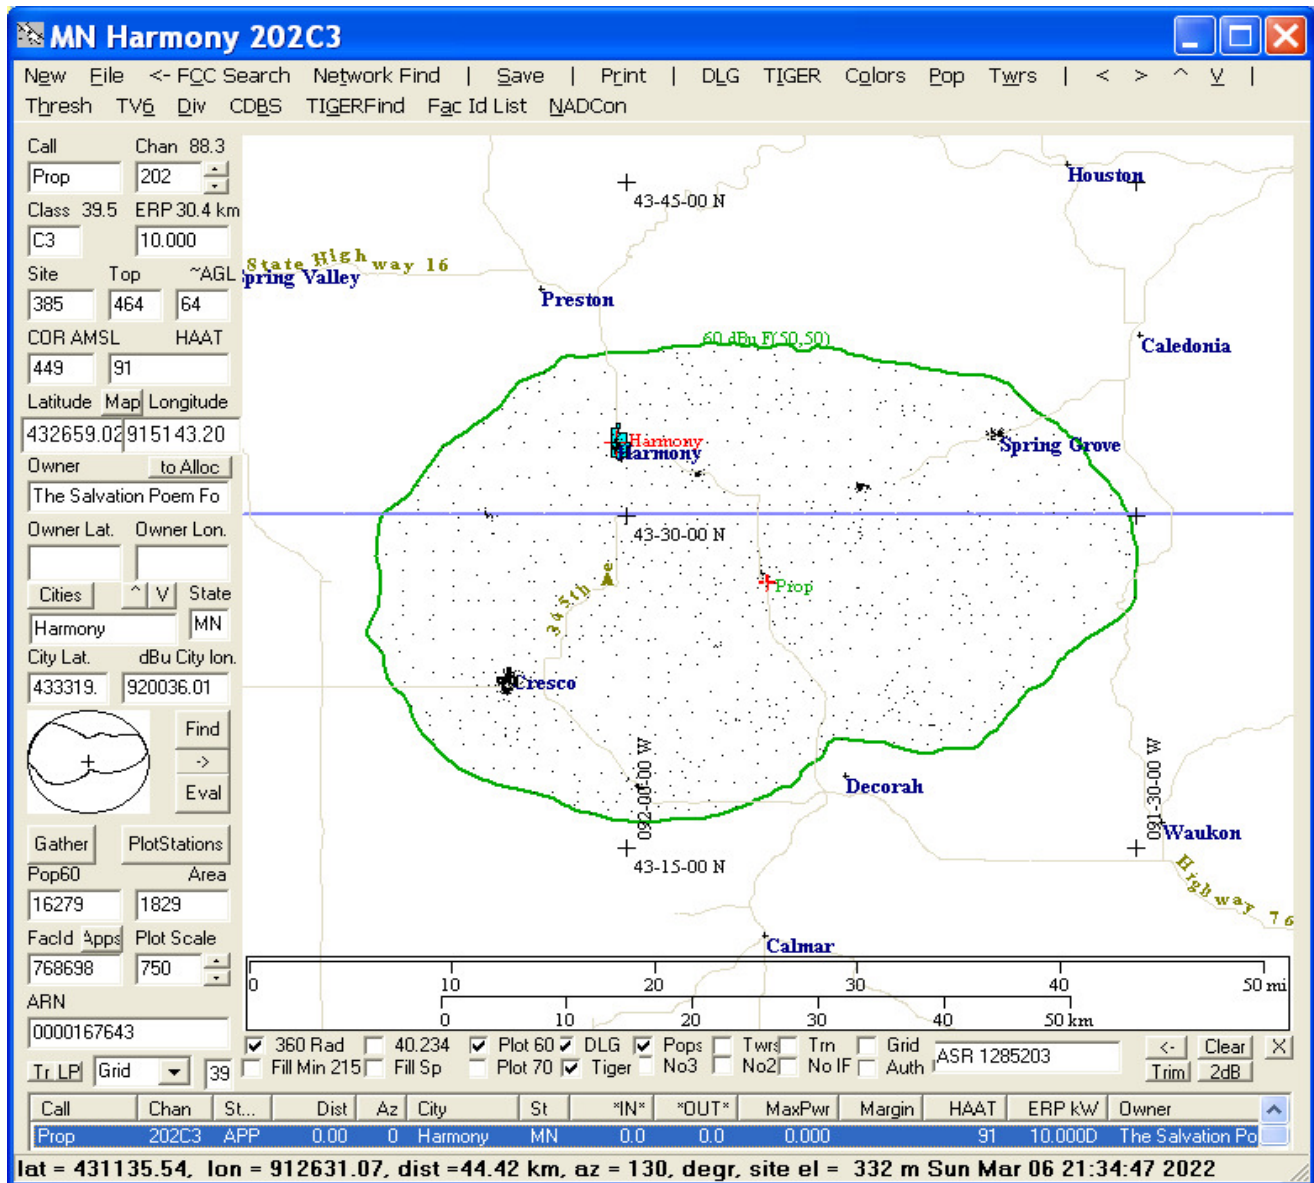 MN Harmony 202C3
New File <- FCC Search Network Find | Save | Print | DLG TIGER Colors Pop Twrs | < > ^ V |
Thresh TV6 Div CDBS TIGERFind Fac Id List NADCon
Call Chan 88.3
Prop 202
Class 39.5 ERP 30.4 km
C3 10.000
Site Top ~AGL
385 464 64
COR AMSL HAAT
449 91
Latitude Map Longitude
432659.02 915143.20
Owner to Alloc
The Salvation Poem Fo
Owner Lat. Owner Lon.
Cities ^ V State
Harmony MN
City Lat. dBu City lon.
433319. 920036.01
Find
->
Eval
Gather PlotStations
Pop60 Area
16279 1829
FacId Apps Plot Scale
768698 750
ARN
0000167643
Tr LP Grid 39
Houston
43-45-00 N
State Highway 16
Spring Valley
Preston
60 dBu F(50,50)
Caledonia
Harmony
Harmony
Spring Grove
43-30-00 N
345th Ave
Prop
Cresco
092-00-00 W
Decorah
091-30-00 W
Waukon
43-15-00 N
Highway 76
Calmar
0 10 20 30 40 50 mi
0 10 20 30 40 50 km
360 Rad 40.234 Plot 60 DLG Pops Twrs Trn Grid ASR 1285203 <- Clear X
Fill Min 215 Fill Sp Plot 70 Tiger No3 No2 No IF Auth Trim 2dB
Call Chan St... Dist Az City St *IN* *OUT* MaxPwr Margin HAAT ERP kW Owner
Prop 202C3 APP 0.00 0 Harmony MN 0.0 0.0 0.000 91 10.000D The Salvation Po
lat = 431135.54, lon = 912631.07, dist =44.42 km, az = 130, degr, site el = 332 m Sun Mar 06 21:34:47 2022